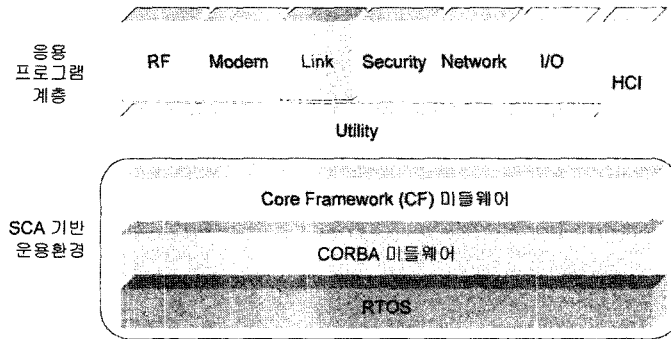 응용
프로그램
계층
RF Modem Link Security Network I/O
HCI
Utility
SCA 기반
운용환경
Core Framework (CF) 미들웨어
CORBA 미들웨어
RTOS